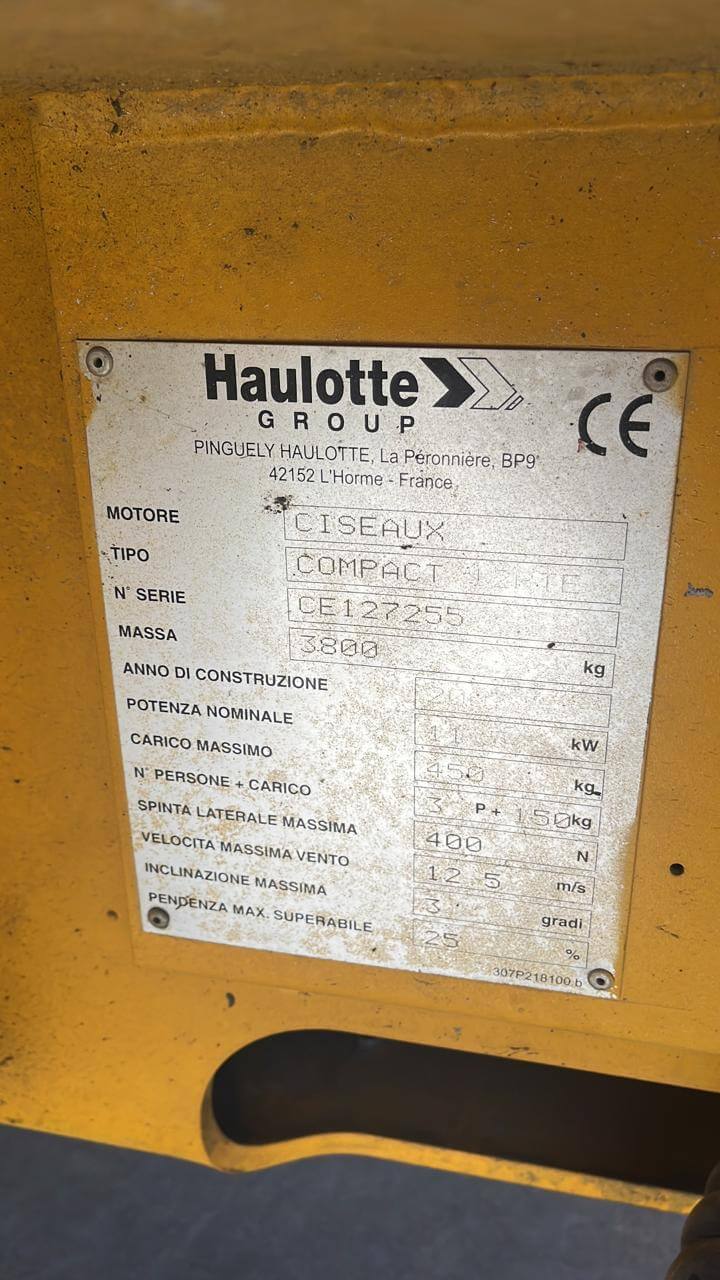 Haulotte
GROUP
CE
PINGUELY HAULOTTE, La Péronnière, BP9
42152 L'Horme - France
MOTORE CISEAUX
TIPO COMPACT
N° SERIE CE127255
MASSA 3800 kg
ANNO DI CONSTRUZIONE
POTENZA NOMINALE 11 kW
CARICO MASSIMO 450 kg
N° PERSONE + CARICO 3 P + 150 kg
SPINTA LATERALE MASSIMA 400 N
VELOCITA MASSIMA VENTO 12 5 m/s
INCLINAZIONE MASSIMA 3 gradi
PENDENZA MAX. SUPERABILE 25 %
307P218100 b